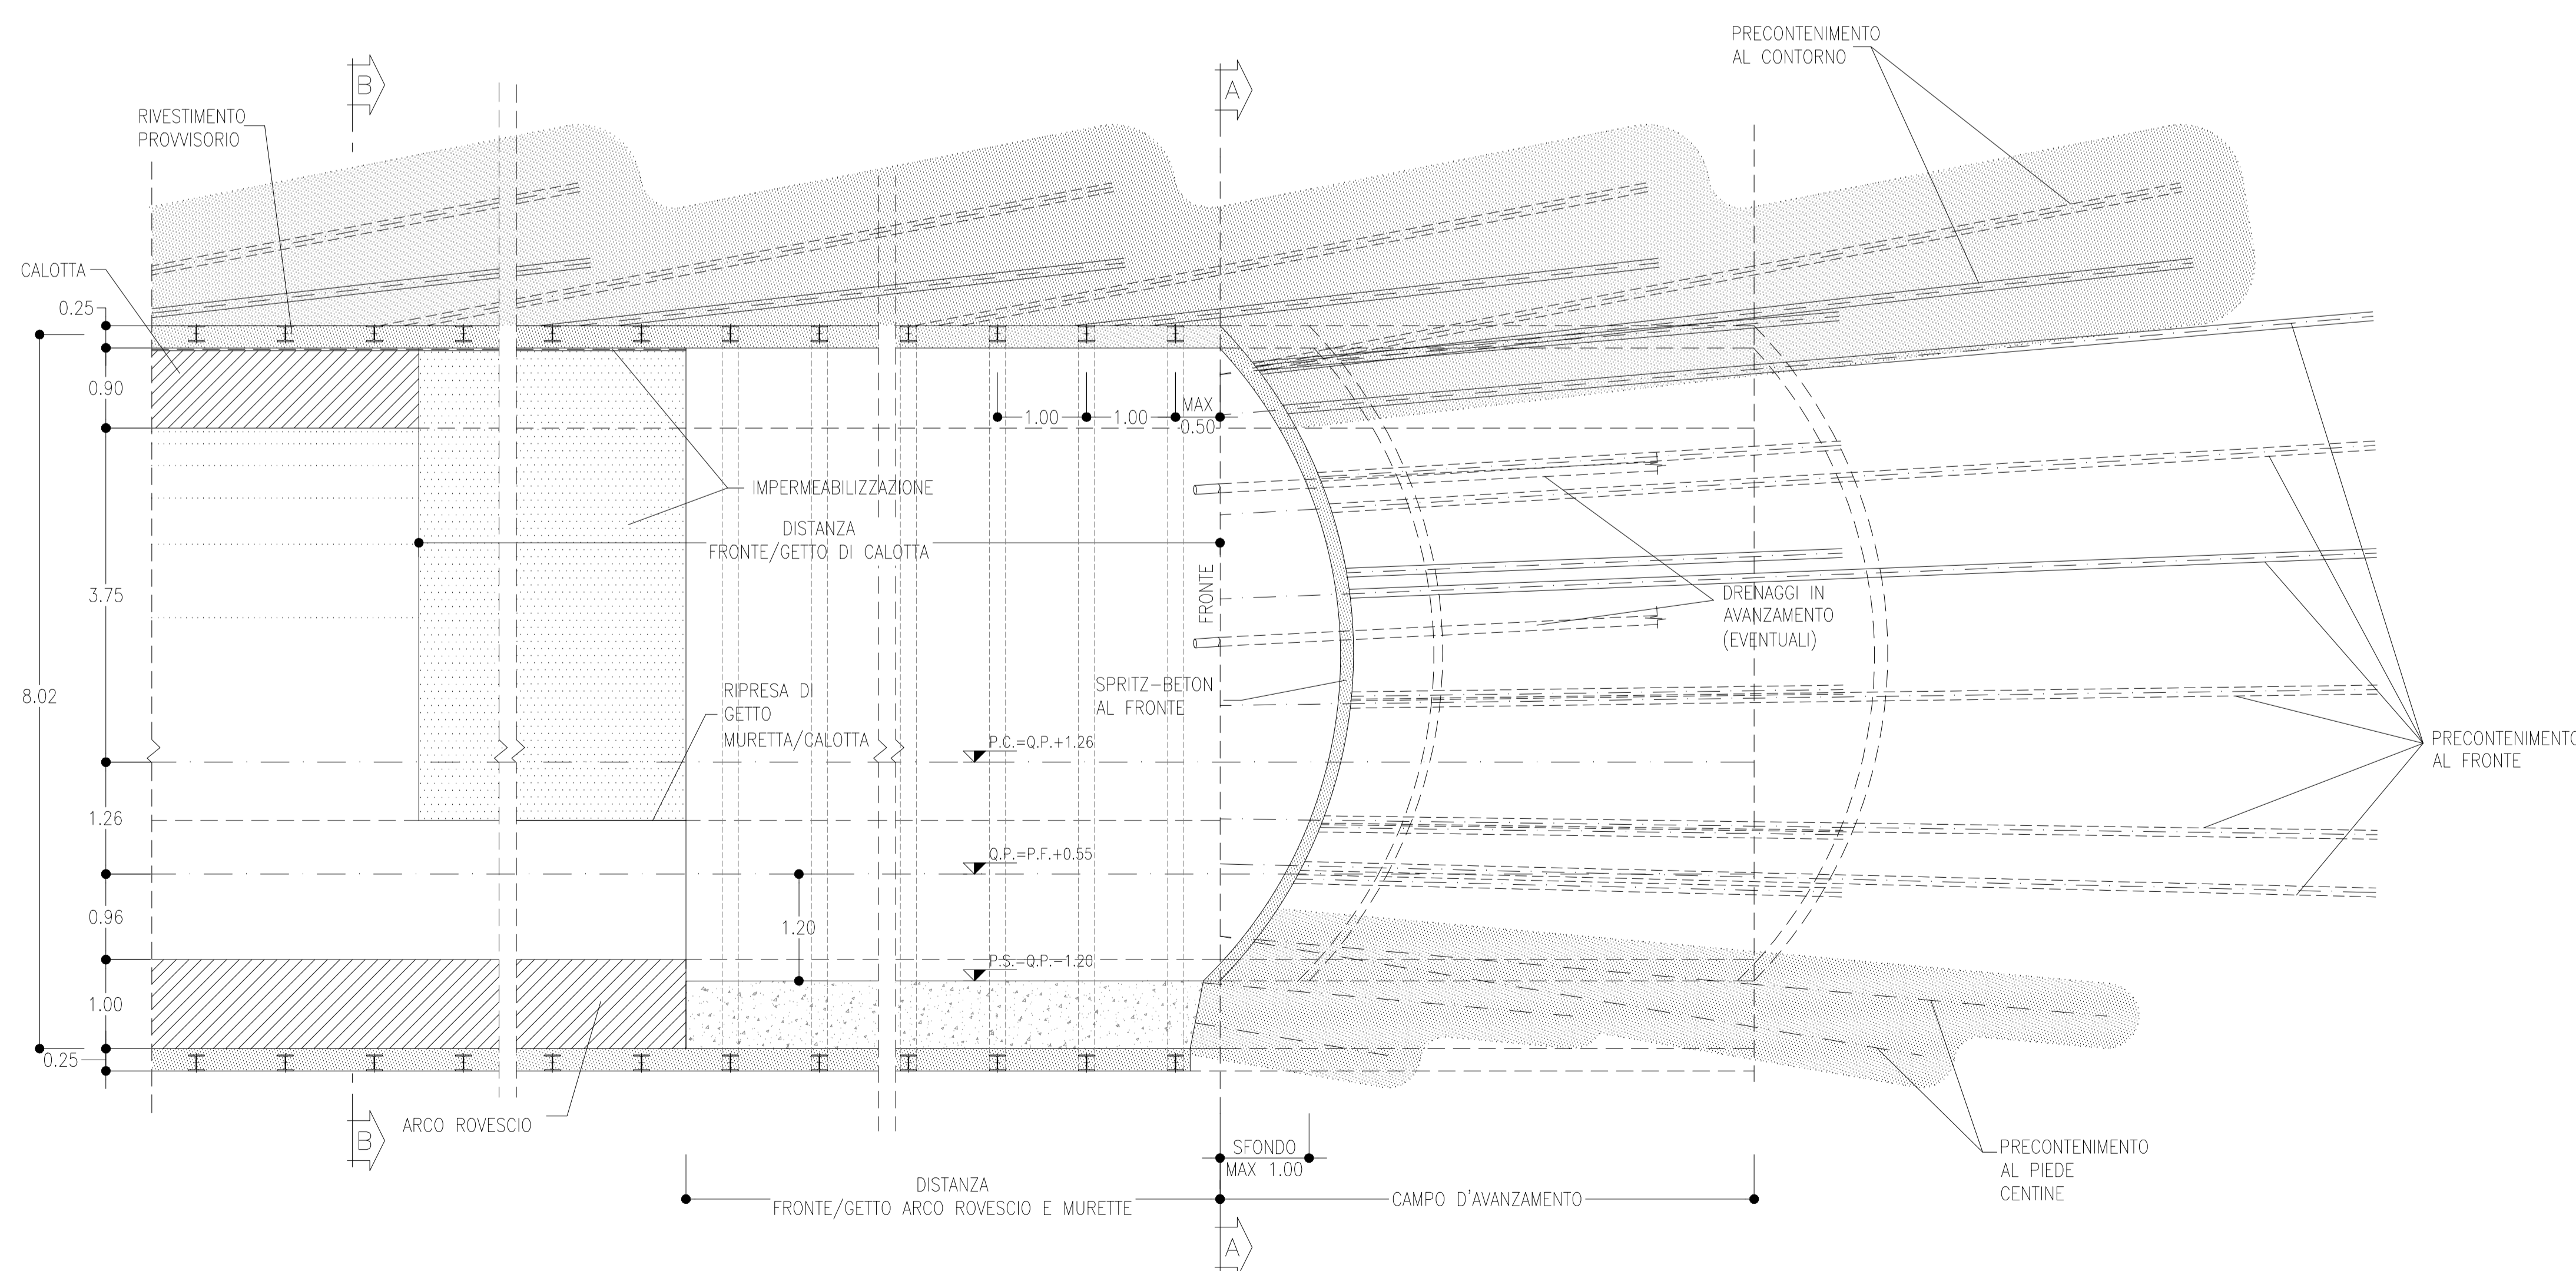 PRECONTENIMENTO
AL CONTORNO
B
A
RIVESTIMENTO
PROVVISORIO
CALOTTA
0.25
0.90
MAX
1.00
1.00
0.50
IMPERMEABILIZZAZIONE
DISTANZA
FRONTE/GETTO DI CALOTTA
FRONTE
3.75
DRENAGGI IN
AVANZAMENTO
(EVENTUALI)
8.02
RIPRESA DI
GETTO
MURETTA/CALOTTA
SPRITZ-BETON
AL FRONTE
P.C.=Q.P.+1.26
PRECONTENIMENTO
AL FRONTE
1.26
Q.P.=P.F.+0.55
0.96
1.20
P.S.=Q.P.-1.20
1.00
0.25
ARCO ROVESCIO
B
SFONDO
MAX 1.00
PRECONTENIMENTO
AL PIEDE
CENTINE
DISTANZA
FRONTE/GETTO ARCO ROVESCIO E MURETTE
CAMPO D'AVANZAMENTO
A